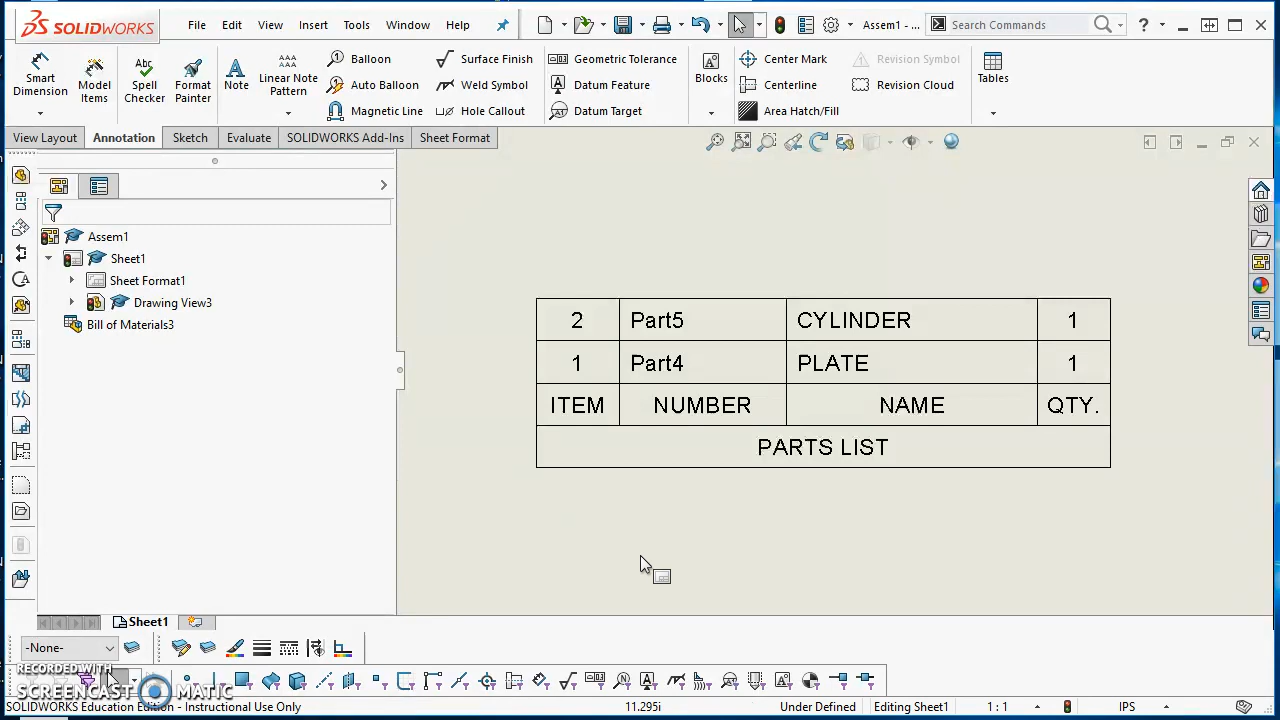 SOLIDWORKS
File Edit View Insert Tools Window Help
Assem1 - ...
Search Commands
Smart Dimension
Model Items
Spell Checker
Format Painter
Note
Linear Note Pattern
Balloon
Auto Balloon
Magnetic Line
Surface Finish
Weld Symbol
Hole Callout
Geometric Tolerance
Datum Feature
Datum Target
Blocks
Center Mark
Centerline
Area Hatch/Fill
Revision Symbol
Revision Cloud
Tables
View Layout Annotation Sketch Evaluate SOLIDWORKS Add-Ins Sheet Format
Assem1
Sheet1
Sheet Format1
Drawing View3
Bill of Materials3
2 Part5 CYLINDER 1
1 Part4 PLATE 1
ITEM NUMBER NAME QTY.
PARTS LIST
Sheet1
-None-
RECORDED WITH
SCREENCAST MATIC
SOLIDWORKS Education Edition - Instructional Use Only 11.295i Under Defined Editing Sheet1 1 : 1 IPS